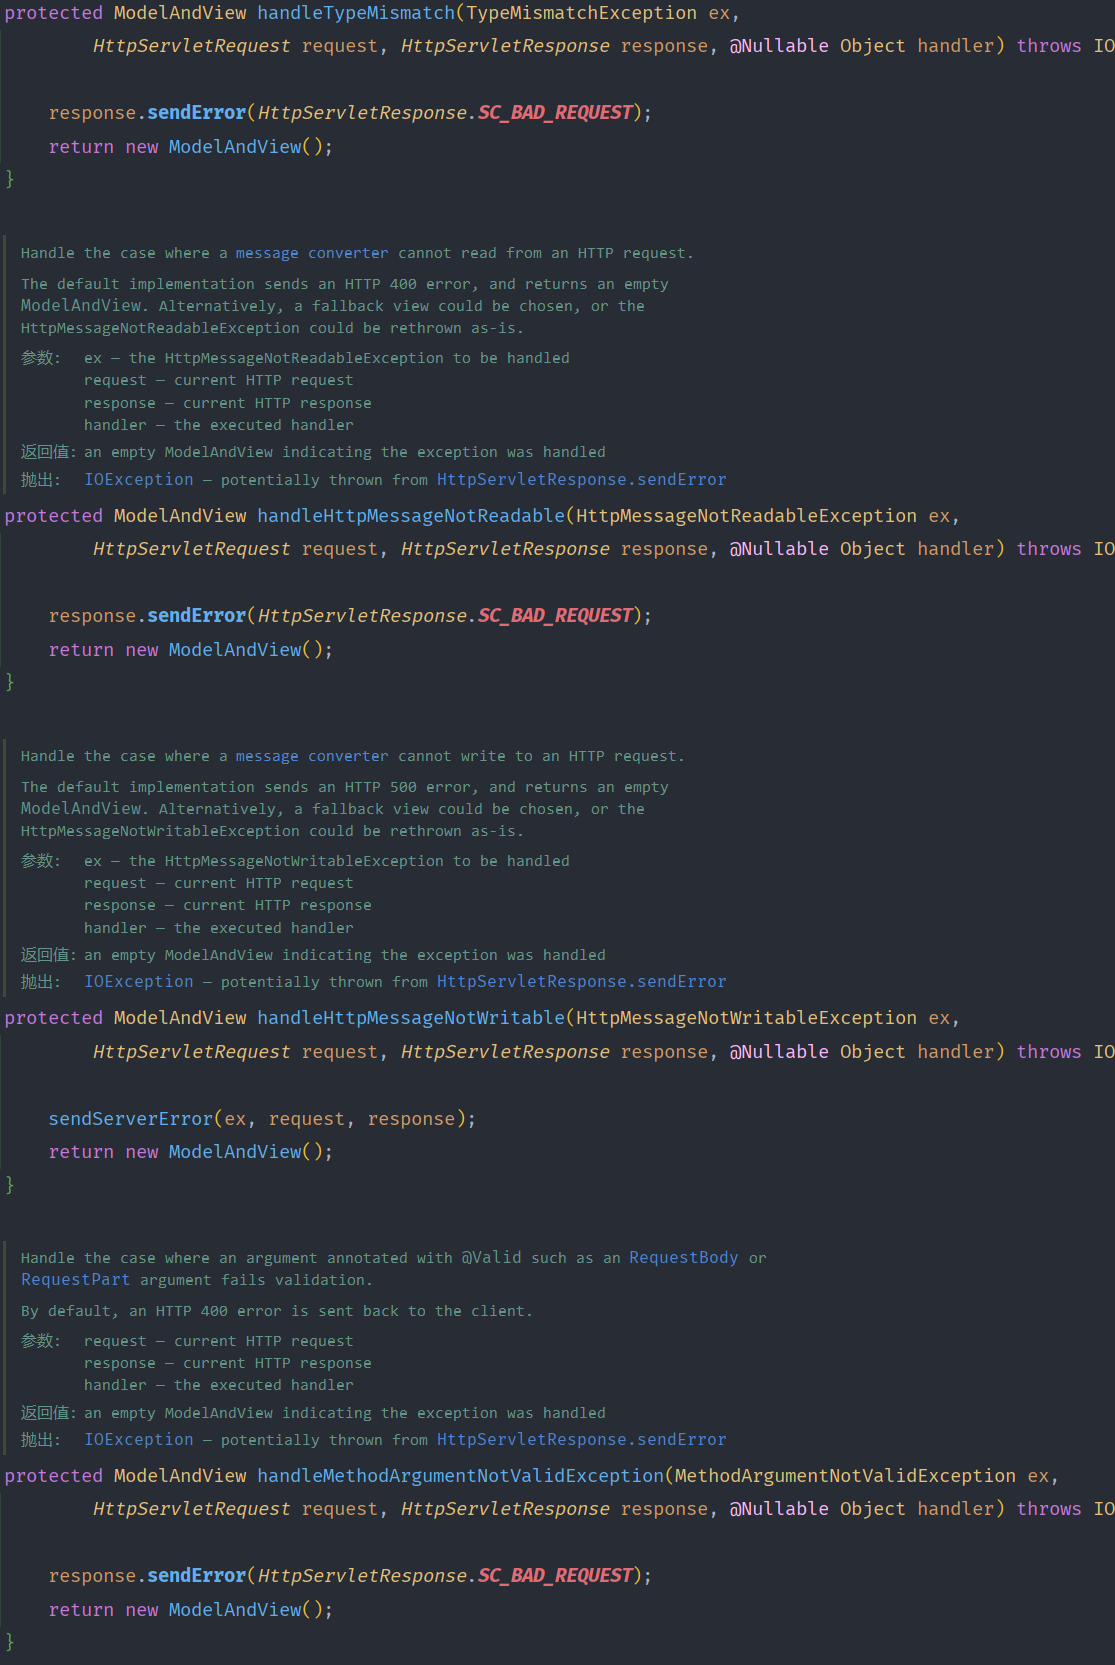 protected ModelAndView handleTypeMismatch(TypeMismatchException ex,
HttpServletRequest request, HttpServletResponse response, @Nullable Object handler) throws IO
response.sendError(HttpServletResponse.SC_BAD_REQUEST);
return new ModelAndView();
}
Handle the case where a message converter cannot read from an HTTP request.
The default implementation sends an HTTP 400 error, and returns an empty
ModelAndView. Alternatively, a fallback view could be chosen, or the
HttpMessageNotReadableException could be rethrown as-is.
参数: ex – the HttpMessageNotReadableException to be handled
request – current HTTP request
response – current HTTP response
handler – the executed handler
返回值: an empty ModelAndView indicating the exception was handled
抛出: IOException – potentially thrown from HttpServletResponse.sendError
protected ModelAndView handleHttpMessageNotReadable(HttpMessageNotReadableException ex,
HttpServletRequest request, HttpServletResponse response, @Nullable Object handler) throws IO
response.sendError(HttpServletResponse.SC_BAD_REQUEST);
return new ModelAndView();
}
Handle the case where a message converter cannot write to an HTTP request.
The default implementation sends an HTTP 500 error, and returns an empty
ModelAndView. Alternatively, a fallback view could be chosen, or the
HttpMessageNotWritableException could be rethrown as-is.
参数: ex – the HttpMessageNotWritableException to be handled
request – current HTTP request
response – current HTTP response
handler – the executed handler
返回值: an empty ModelAndView indicating the exception was handled
抛出: IOException – potentially thrown from HttpServletResponse.sendError
protected ModelAndView handleHttpMessageNotWritable(HttpMessageNotWritableException ex,
HttpServletRequest request, HttpServletResponse response, @Nullable Object handler) throws IO
sendServerError(ex, request, response);
return new ModelAndView();
}
Handle the case where an argument annotated with @Valid such as an RequestBody or
RequestPart argument fails validation.
By default, an HTTP 400 error is sent back to the client.
参数: request – current HTTP request
response – current HTTP response
handler – the executed handler
返回值: an empty ModelAndView indicating the exception was handled
抛出: IOException – potentially thrown from HttpServletResponse.sendError
protected ModelAndView handleMethodArgumentNotValidException(MethodArgumentNotValidException ex,
HttpServletRequest request, HttpServletResponse response, @Nullable Object handler) throws IO
response.sendError(HttpServletResponse.SC_BAD_REQUEST);
return new ModelAndView();
}